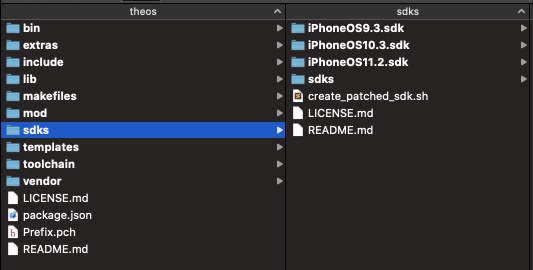 theos
bin
extras
include
lib
makefiles
mod
sdks
templates
toolchain
vendor
LICENSE.md
package.json
Prefix.pch
README.md
sdks
iPhoneOS9.3.sdk
iPhoneOS10.3.sdk
iPhoneOS11.2.sdk
sdks
create_patched_sdk.sh
LICENSE.md
README.md